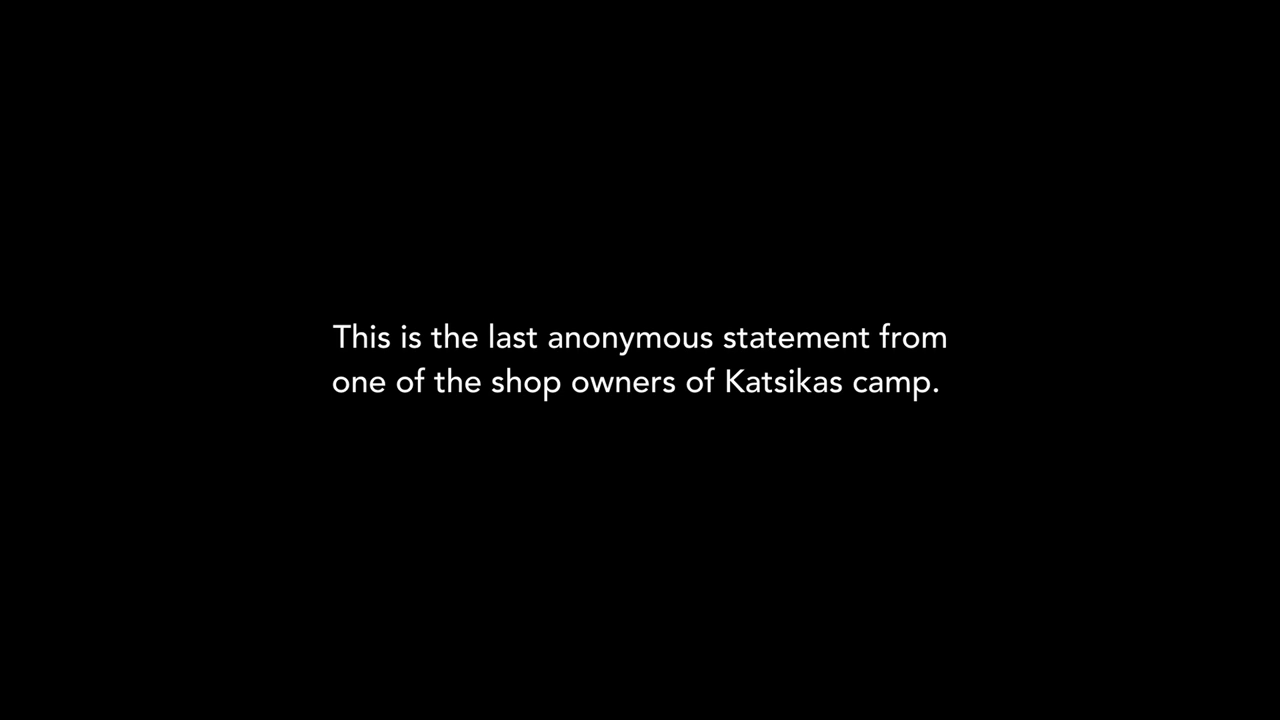 This is the last anonymous statement from
one of the shop owners of Katsikas camp.